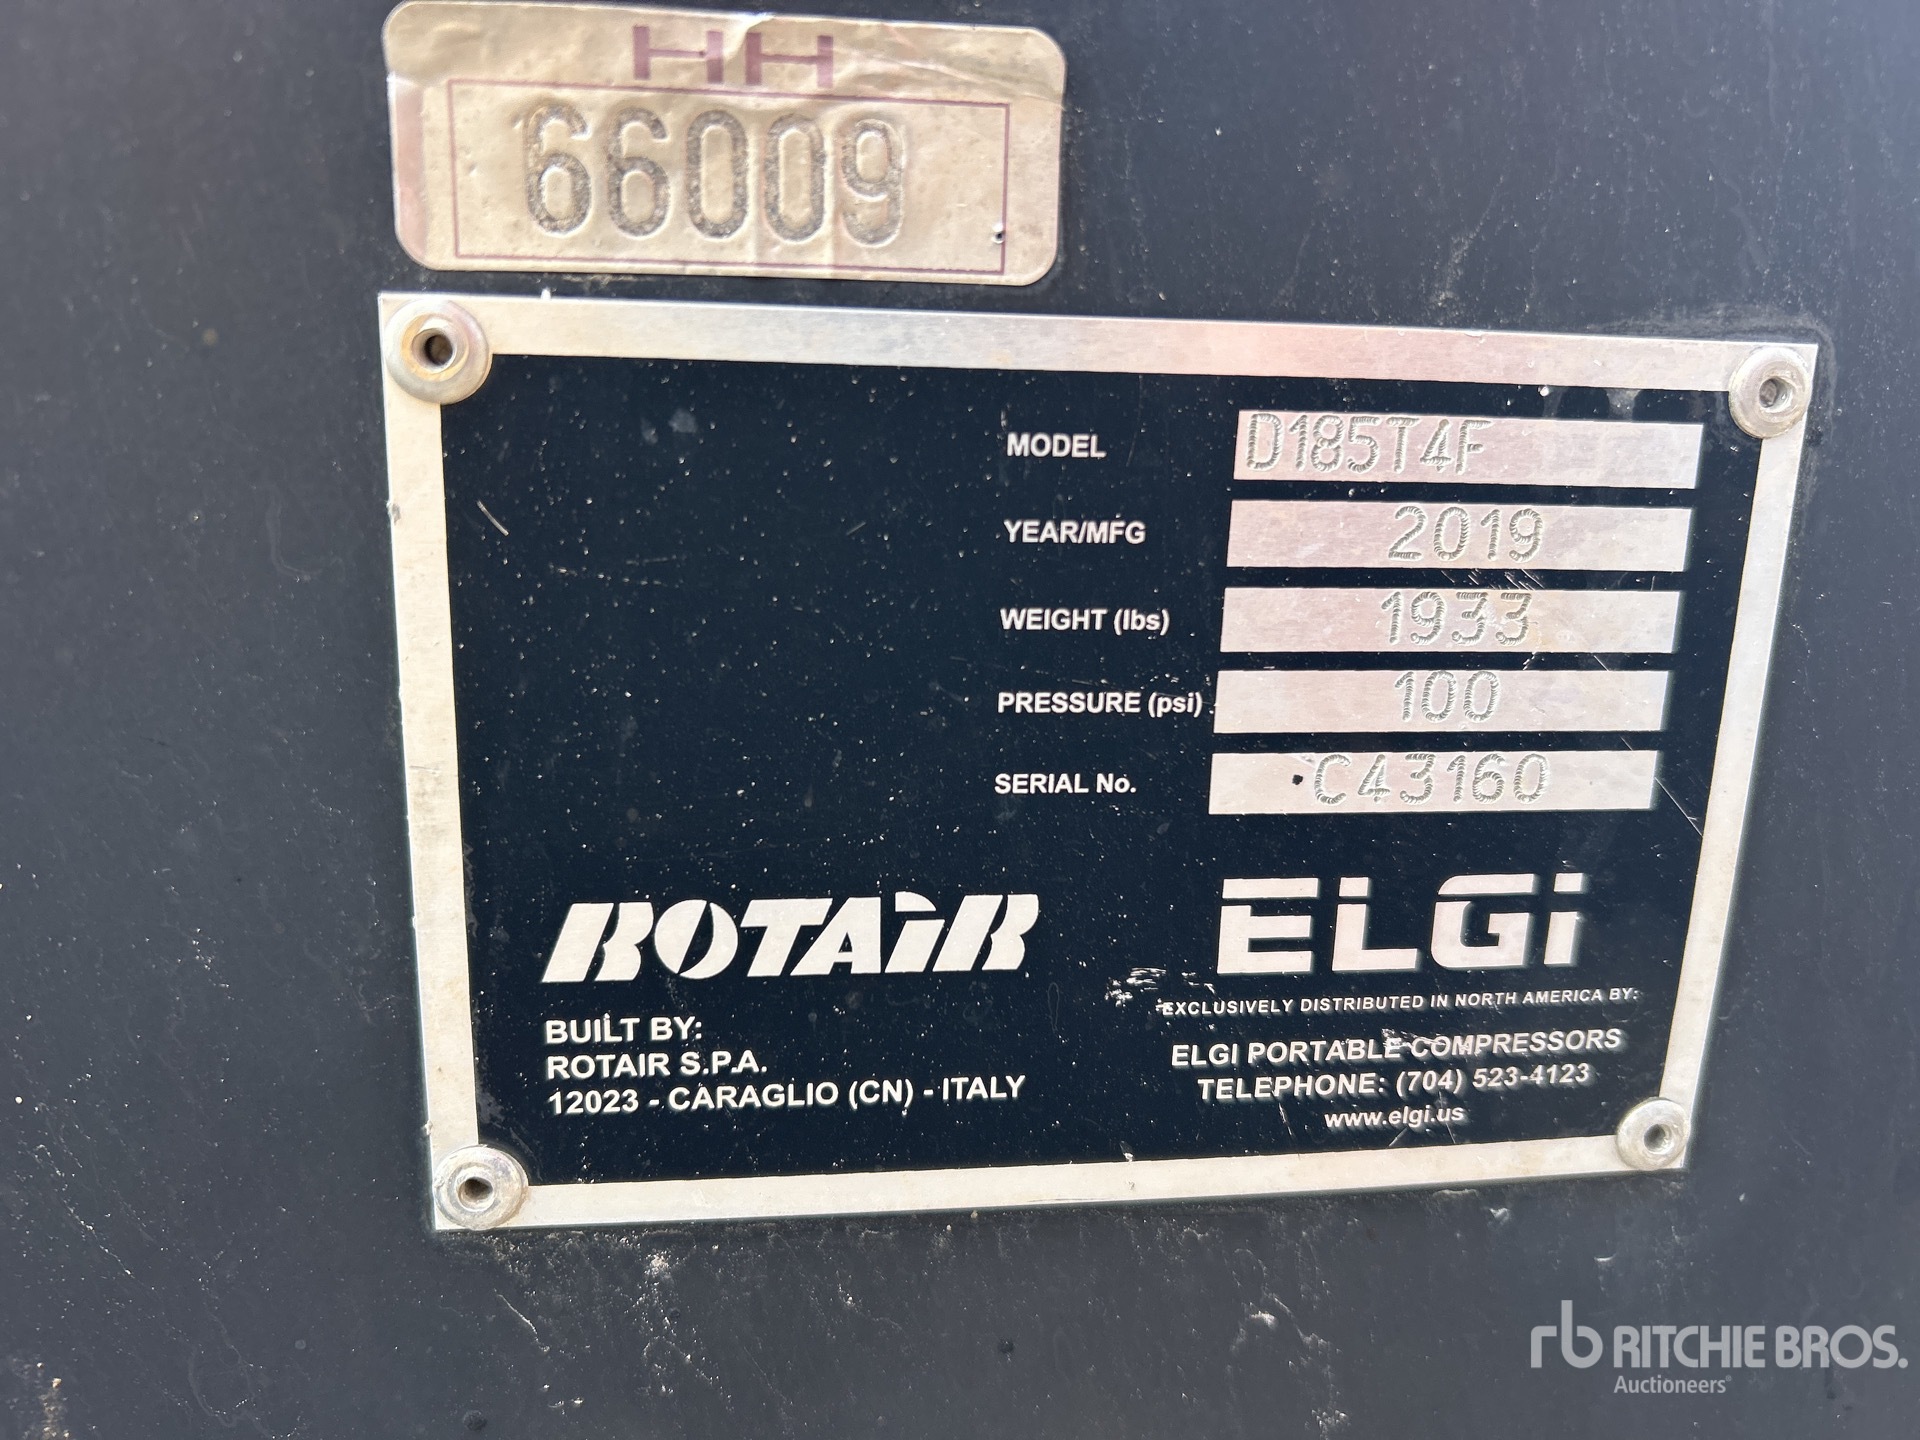 HH
66009
MODEL D185T4F
YEAR/MFG 2019
WEIGHT (lbs) 1933
PRESSURE (psi) 100
SERIAL No. C43160
ROTAIR
BUILT BY:
ROTAIR S.P.A.
12023 - CARAGLIO (CN) - ITALY
ELGi
EXCLUSIVELY DISTRIBUTED IN NORTH AMERICA BY:
ELGI PORTABLE COMPRESSORS
TELEPHONE: (704) 523-4123
www.elgi.us
rb RITCHIE BROS.
Auctioneers